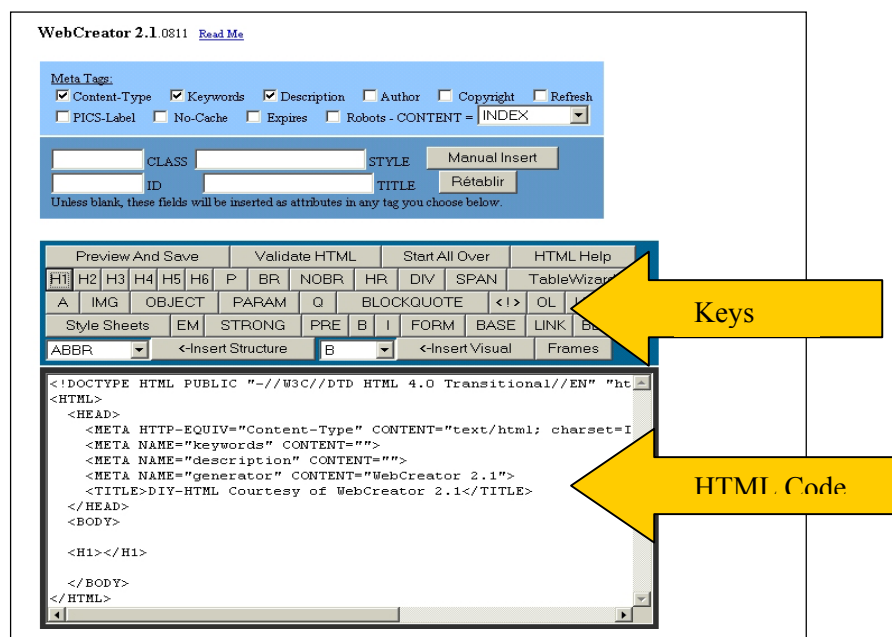 WebCreator 2.1.0811 Read Me
Meta Tags:
Content-Type Keywords Description Author Copyright Refresh
PICS-Label No-Cache Expires Robots - CONTENT = INDEX
CLASS STYLE Manual Insert
ID TITLE Rétablir
Unless blank, these fields will be inserted as attributes in any tag you choose below.
Preview And Save Validate HTML Start All Over HTML Help
H1 H2 H3 H4 H5 H6 P BR NOBR HR DIV SPAN TableWizard
A IMG OBJECT PARAM Q BLOCKQUOTE <!> OL
Keys
Style Sheets EM STRONG PRE B I FORM BASE LINK
ABBR <-Insert Structure B <-Insert Visual Frames
<!DOCTYPE HTML PUBLIC "-//W3C//DTD HTML 4.0 Transitional//EN" "ht
<HTML>
<HEAD>
<META HTTP-EQUIV="Content-Type" CONTENT="text/html; charset=I
<META NAME="keywords" CONTENT="">
<META NAME="description" CONTENT="">
<META NAME="generator" CONTENT="WebCreator 2.1">
<TITLE>DIY-HTML Courtesy of WebCreator 2.1</TITLE>
HTML Code
</HEAD>
<BODY>
<H1></H1>
</BODY>
</HTML>